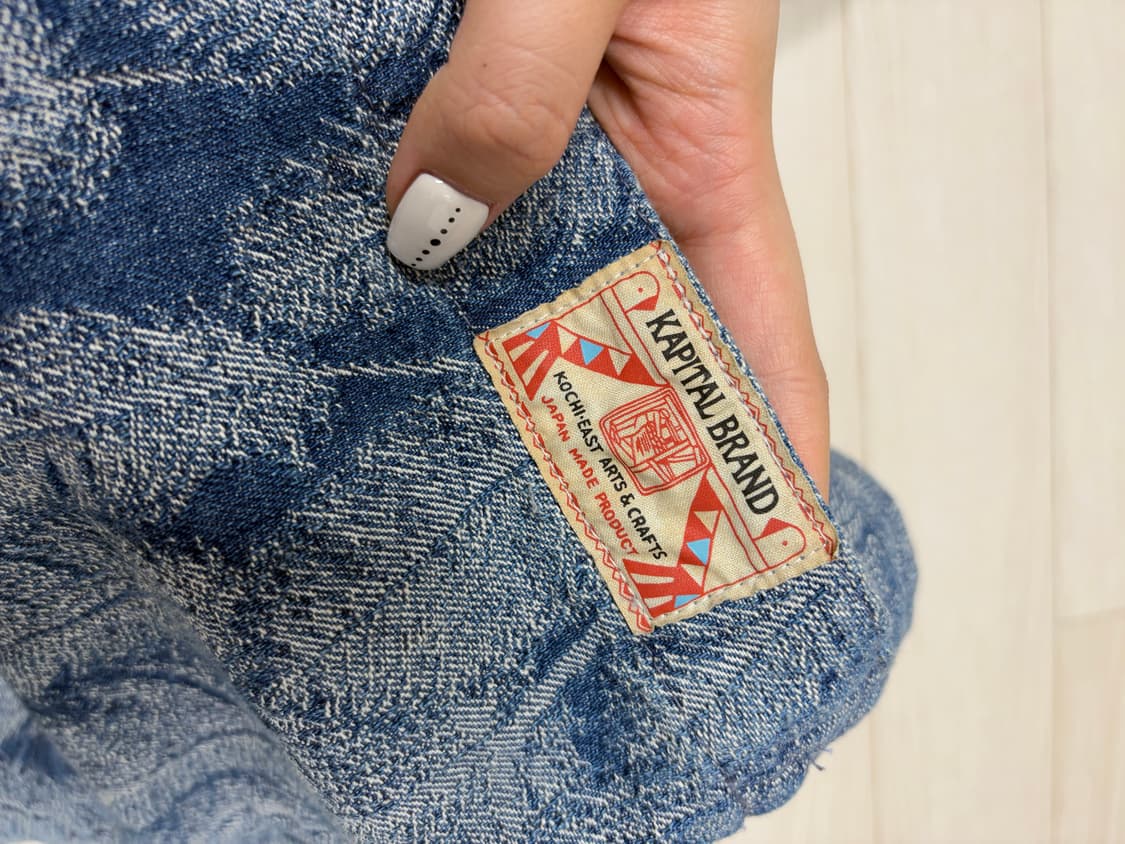 KAPITAL BRAND
KOCHI·EAST ARTS & CRAFTS
JAPAN MADE PRODUCT